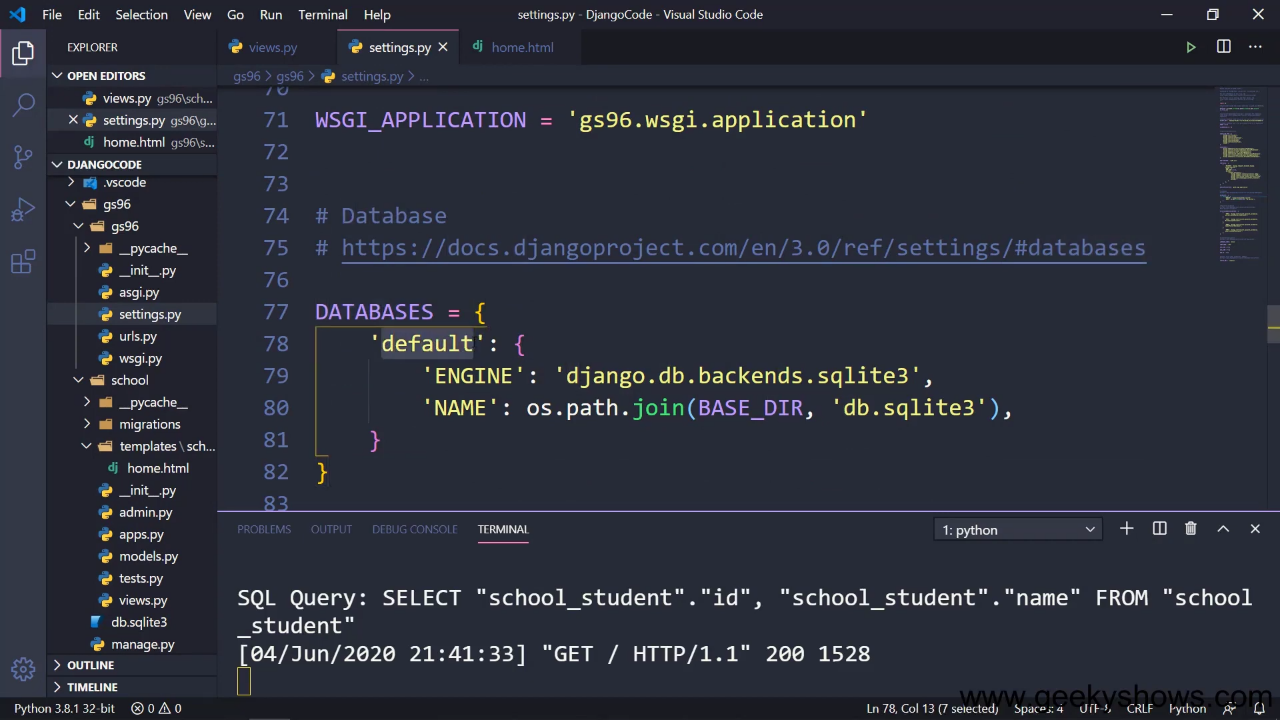 File Edit Selection View Go Run Terminal Help settings.py - DjangoCode - Visual Studio Code
EXPLORER
OPEN EDITORS
views.py gs96\sch...
settings.py gs96\g...
home.html gs96\s...
DJANGOCODE
.vscode
gs96
gs96
__pycache__
__init__.py
asgi.py
settings.py
urls.py
wsgi.py
school
__pycache__
migrations
templates \ sch...
home.html
__init__.py
admin.py
apps.py
models.py
tests.py
views.py
db.sqlite3
manage.py
OUTLINE
TIMELINE
views.py settings.py home.html
gs96 > gs96 > settings.py > ...
70
71 WSGI_APPLICATION = 'gs96.wsgi.application'
72
73
74 # Database
75 # https://docs.djangoproject.com/en/3.0/ref/settings/#databases
76
77 DATABASES = {
78 'default': {
79 'ENGINE': 'django.db.backends.sqlite3',
80 'NAME': os.path.join(BASE_DIR, 'db.sqlite3'),
81 }
82 }
83
PROBLEMS OUTPUT DEBUG CONSOLE TERMINAL 1: python
SQL Query: SELECT "school_student"."id", "school_student"."name" FROM "school
_student"
[04/Jun/2020 21:41:33] "GET / HTTP/1.1" 200 1528
www.geekyshows.com
Python 3.8.1 32-bit 0 0 Ln 78, Col 13 (7 selected) Spaces: 4 UTF-8 CRLF Python